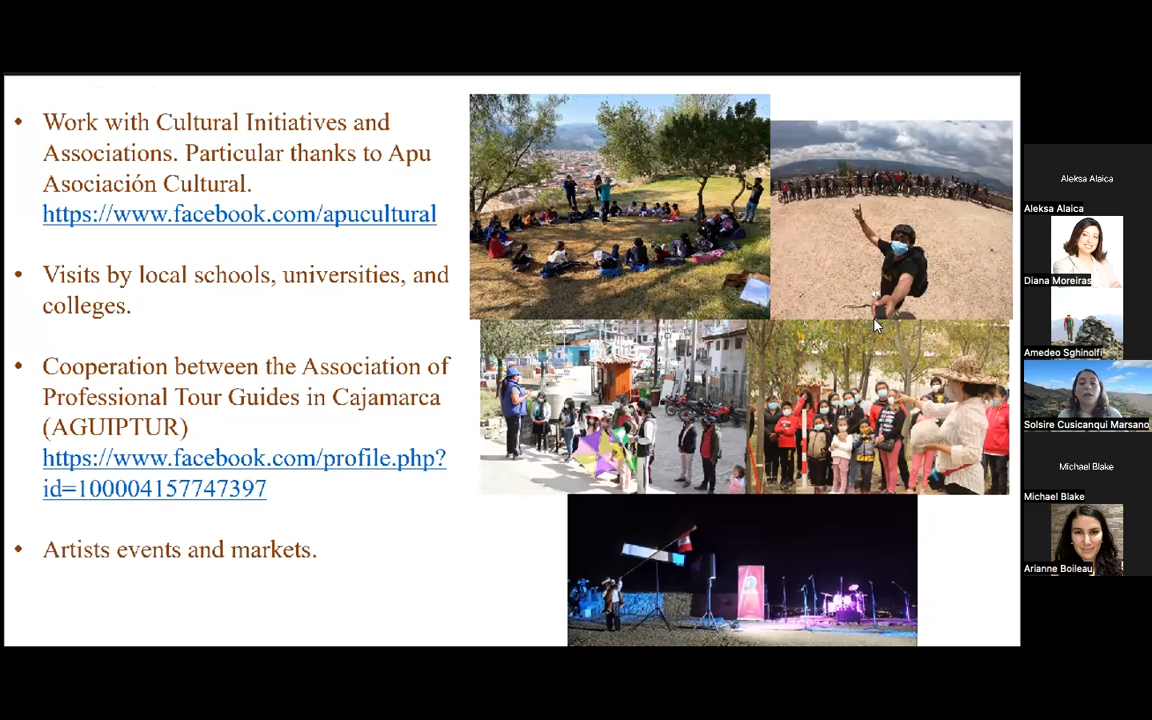 • Work with Cultural Initiatives and
Associations. Particular thanks to Apu
Asociación Cultural.
https://www.facebook.com/apucultural
• Visits by local schools, universities, and
colleges.
• Cooperation between the Association of
Professional Tour Guides in Cajamarca
(AGUIPTUR)
https://www.facebook.com/profile.php?
id=100004157747397
• Artists events and markets.
Aleksa Alaica
Aleksa Alaica
Diana Moreiras
Amedeo Sghinolfi
Solsire Cusicanqui Marsano
Michael Blake
Michael Blake
Arianne Boileau